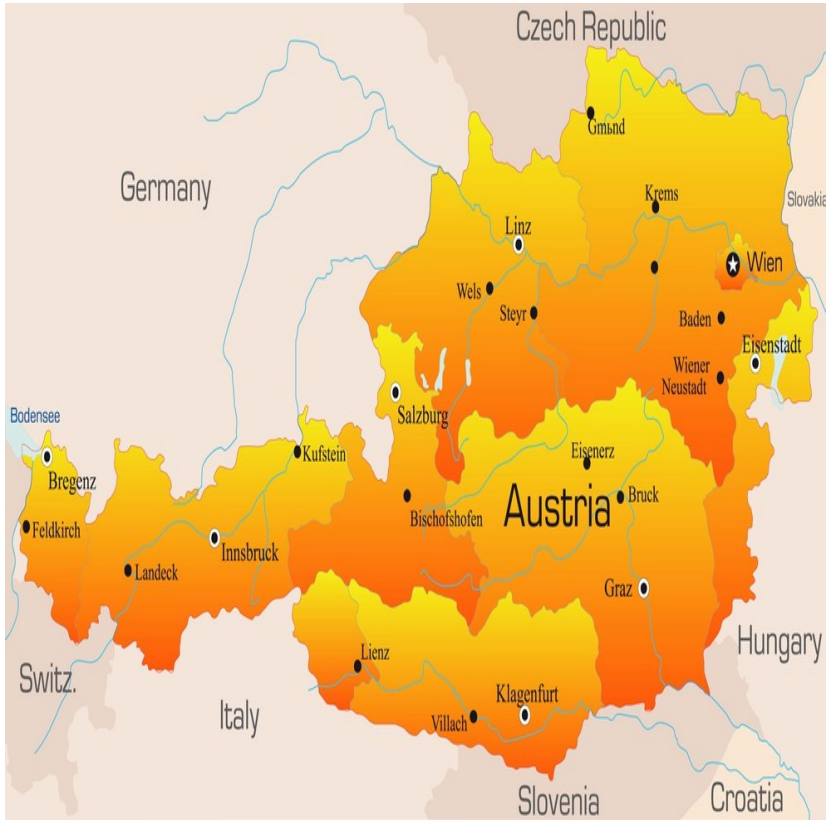 Czech Republic
Gmьnd
Germany
Krems
Slovakia
Linz
Wien
Wels
Steyr
Baden
Eisenstadt
Wiener
Neustadt
Salzburg
Bodensee
Kufstein
Eisenerz
Bregenz
Bruck
Austria
Bischofshofen
Feldkirch
Innsbruck
Landeck
Graz
Hungary
Lienz
Switz.
Klagenfurt
Italy
Villach
Slovenia
Croatia